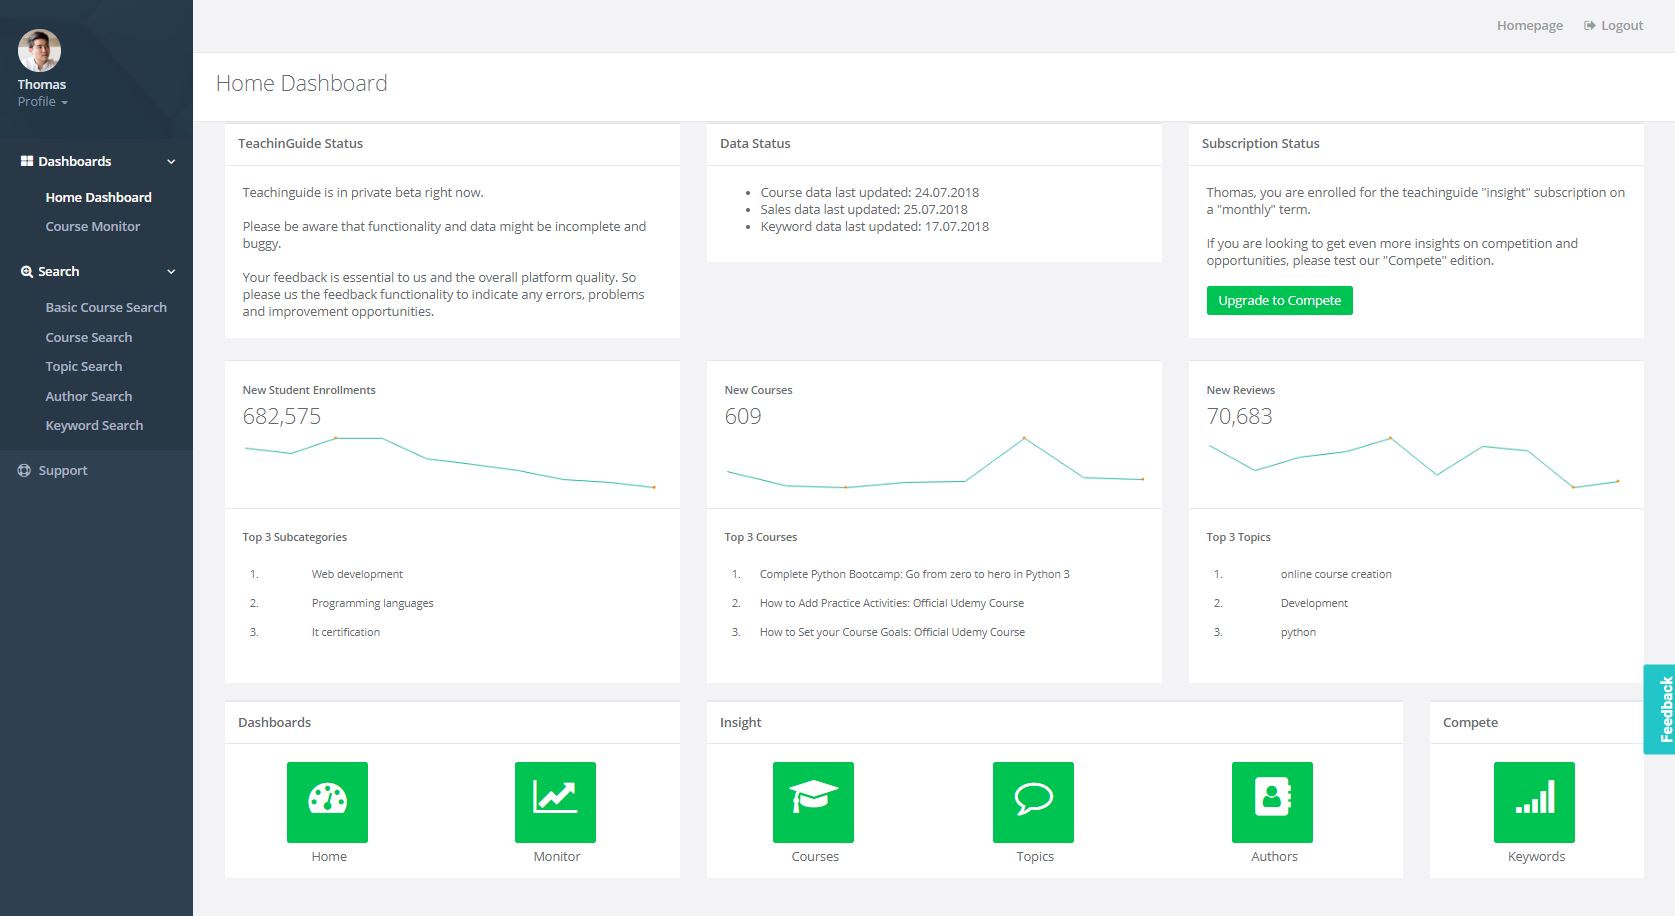 Thomas
Profile
Dashboards
Home Dashboard
Course Monitor
Search
Basic Course Search
Course Search
Topic Search
Author Search
Keyword Search
Support
Homepage
Logout
Home Dashboard
TeachinGuide Status
Teachinguide is in private beta right now.
Please be aware that functionality and data might be incomplete and
buggy.
Your feedback is essential to us and the overall platform quality. So
please us the feedback functionality to indicate any errors, problems
and improvement opportunities.
Data Status
• Course data last updated: 24.07.2018
• Sales data last updated: 25.07.2018
• Keyword data last updated: 17.07.2018
Subscription Status
Thomas, you are enrolled for the teachinguide "insight" subscription on
a "monthly" term.
If you are looking to get even more insights on competition and
opportunities, please test our "Compete" edition.
Upgrade to Compete
New Student Enrollments
682,575
New Courses
609
New Reviews
70,683
Top 3 Subcategories
1. Web development
2. Programming languages
3. It certification
Top 3 Courses
1. Complete Python Bootcamp: Go from zero to hero in Python 3
2. How to Add Practice Activities: Official Udemy Course
3. How to Set your Course Goals: Official Udemy Course
Top 3 Topics
1. online course creation
2. Development
3. python
Feedback
Dashboards
Home
Monitor
Insight
Courses
Topics
Authors
Compete
Keywords